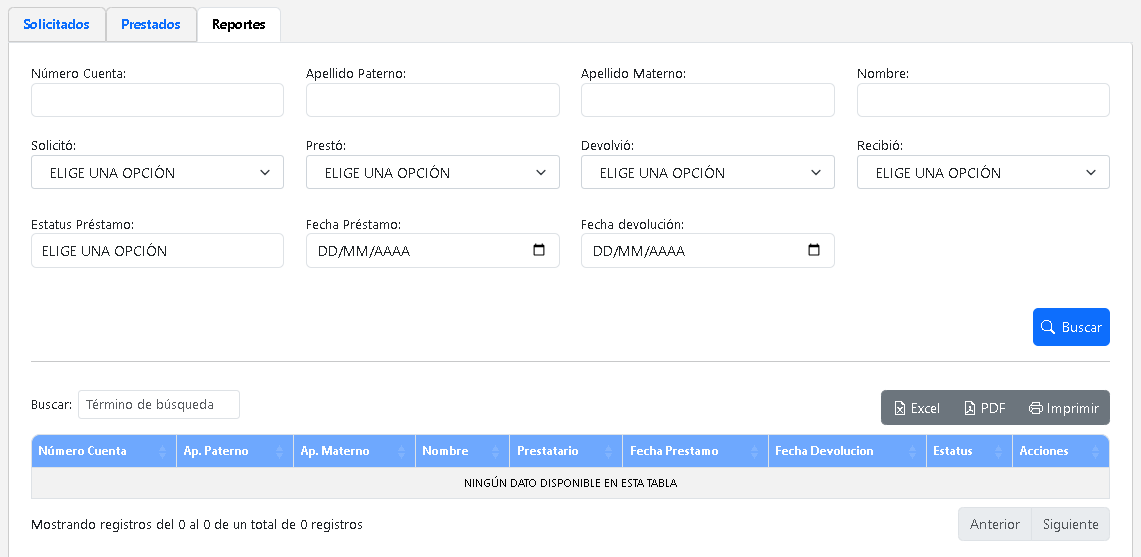 Solicitados Prestados Reportes
Número Cuenta: Apellido Paterno: Apellido Materno: Nombre:
Solicitó: Prestó: Devolvió: Recibió:
ELIGE UNA OPCIÓN ELIGE UNA OPCIÓN ELIGE UNA OPCIÓN ELIGE UNA OPCIÓN
Estatus Préstamo: Fecha Préstamo: Fecha devolución:
ELIGE UNA OPCIÓN DD/MM/AAAA DD/MM/AAAA
Buscar
Buscar: Término de búsqueda Excel PDF Imprimir
Número Cuenta Ap. Paterno Ap. Materno Nombre Prestatario Fecha Prestamo Fecha Devolucion Estatus Acciones
NINGÚN DATO DISPONIBLE EN ESTA TABLA
Mostrando registros del 0 al 0 de un total de 0 registros Anterior Siguiente